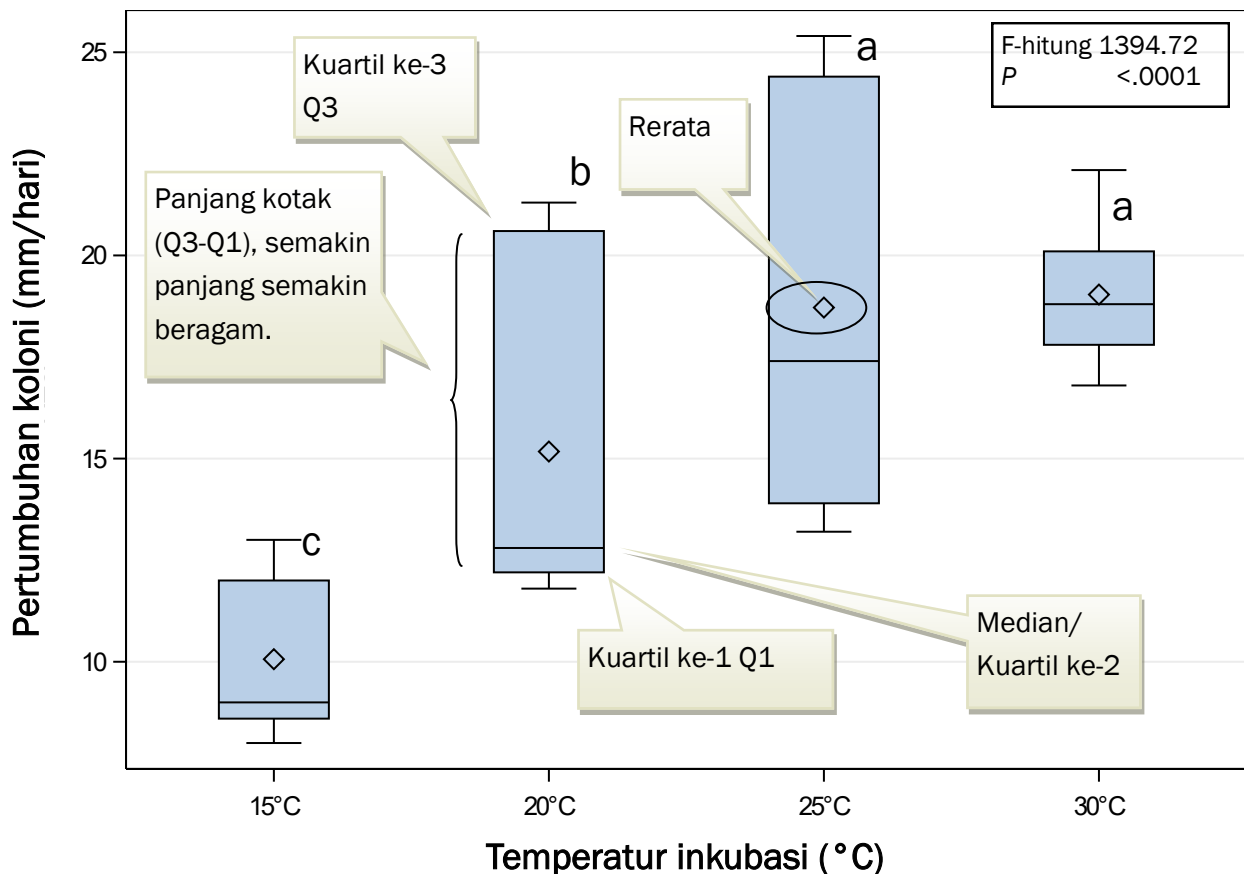 25
Kuartil ke-3
Q3
a
F-hitung 1394.72
P <.0001
Rerata
b
Panjang kotak
(Q3-Q1), semakin
panjang semakin
beragam.
a
20
Pertumbuhan koloni (mm/hari)
15
c
Kuartil ke-1 Q1
Median/
Kuartil ke-2
10
15°C
20°C
25°C
30°C
Temperatur inkubasi (°C)